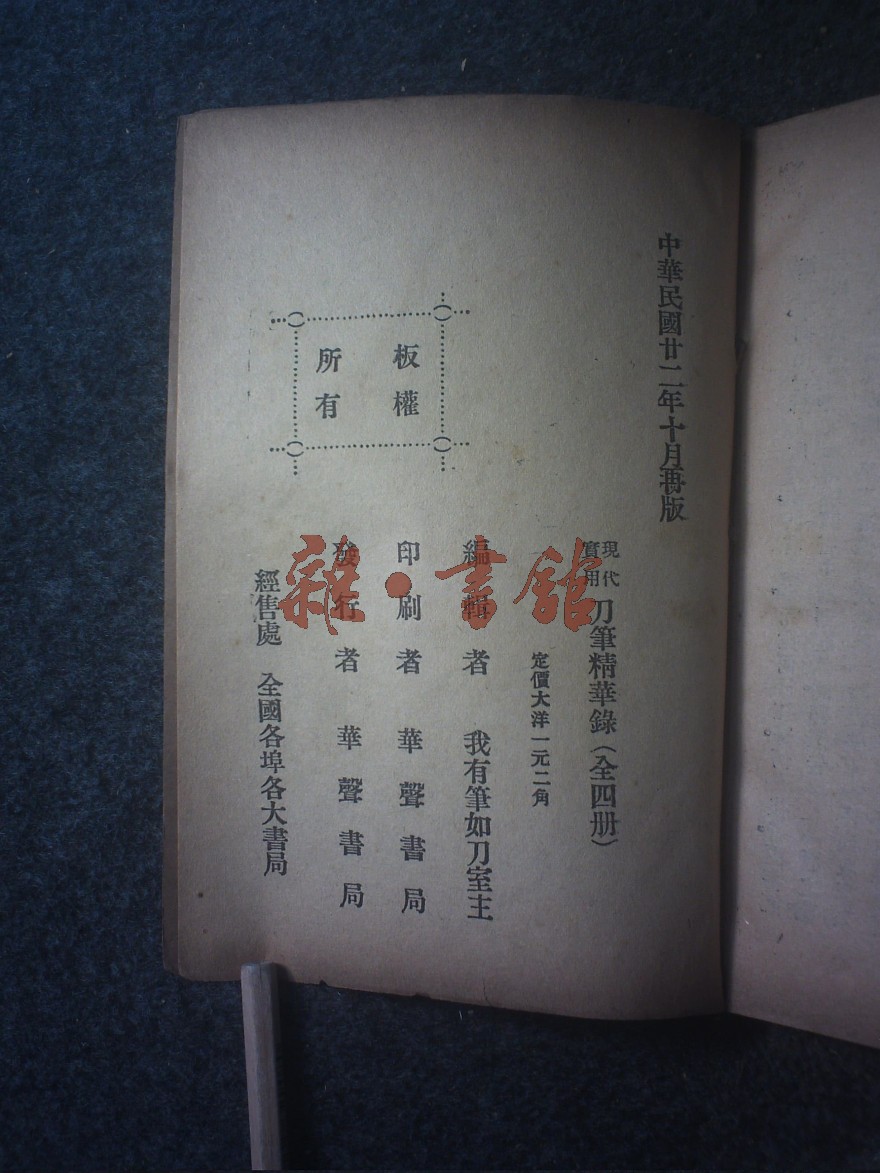 中華民國廿二年十月再版
現代
實用
刀筆精華錄（全四册）
定價大洋一元二角
編輯者 我有筆如刀室主
印刷者 華聲書局
發行者 華聲書局
經售處 全國各埠各大書局
板權
所有
雜·書館